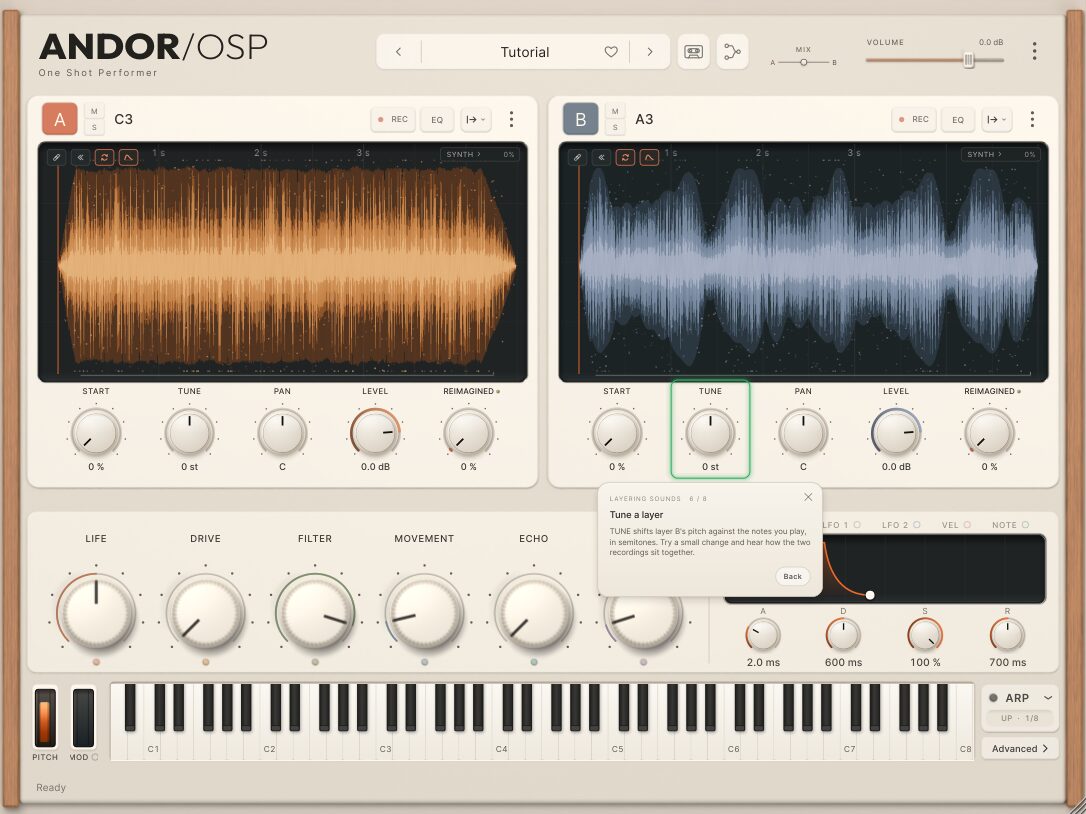 ANDOR/OSP
One Shot Performer
Tutorial
MIX
A B
VOLUME 0.0 dB
A
M
S
C3
REC
EQ
1 s 2 s 3 s
SYNTH 0%
START TUNE PAN LEVEL REIMAGINED
0 % 0 st C 0.0 dB 0 %
B
M
S
A3
REC
EQ
1 s 2 s 3 s
SYNTH 0%
START TUNE PAN LEVEL REIMAGINED
0 % 0 st C 0.0 dB 0 %
LAYERING SOUNDS 6 / 8
Tune a layer
TUNE shifts layer B's pitch against the notes you play,
in semitones. Try a small change and hear how the two
recordings sit together.
Back
LIFE DRIVE FILTER MOVEMENT ECHO
LFO 1 LFO 2 VEL NOTE
A D S R
2.0 ms 600 ms 100 % 700 ms
PITCH MOD
C1 C2 C3 C4 C5 C6 C7 C8
ARP
UP · 1/8
Advanced
Ready